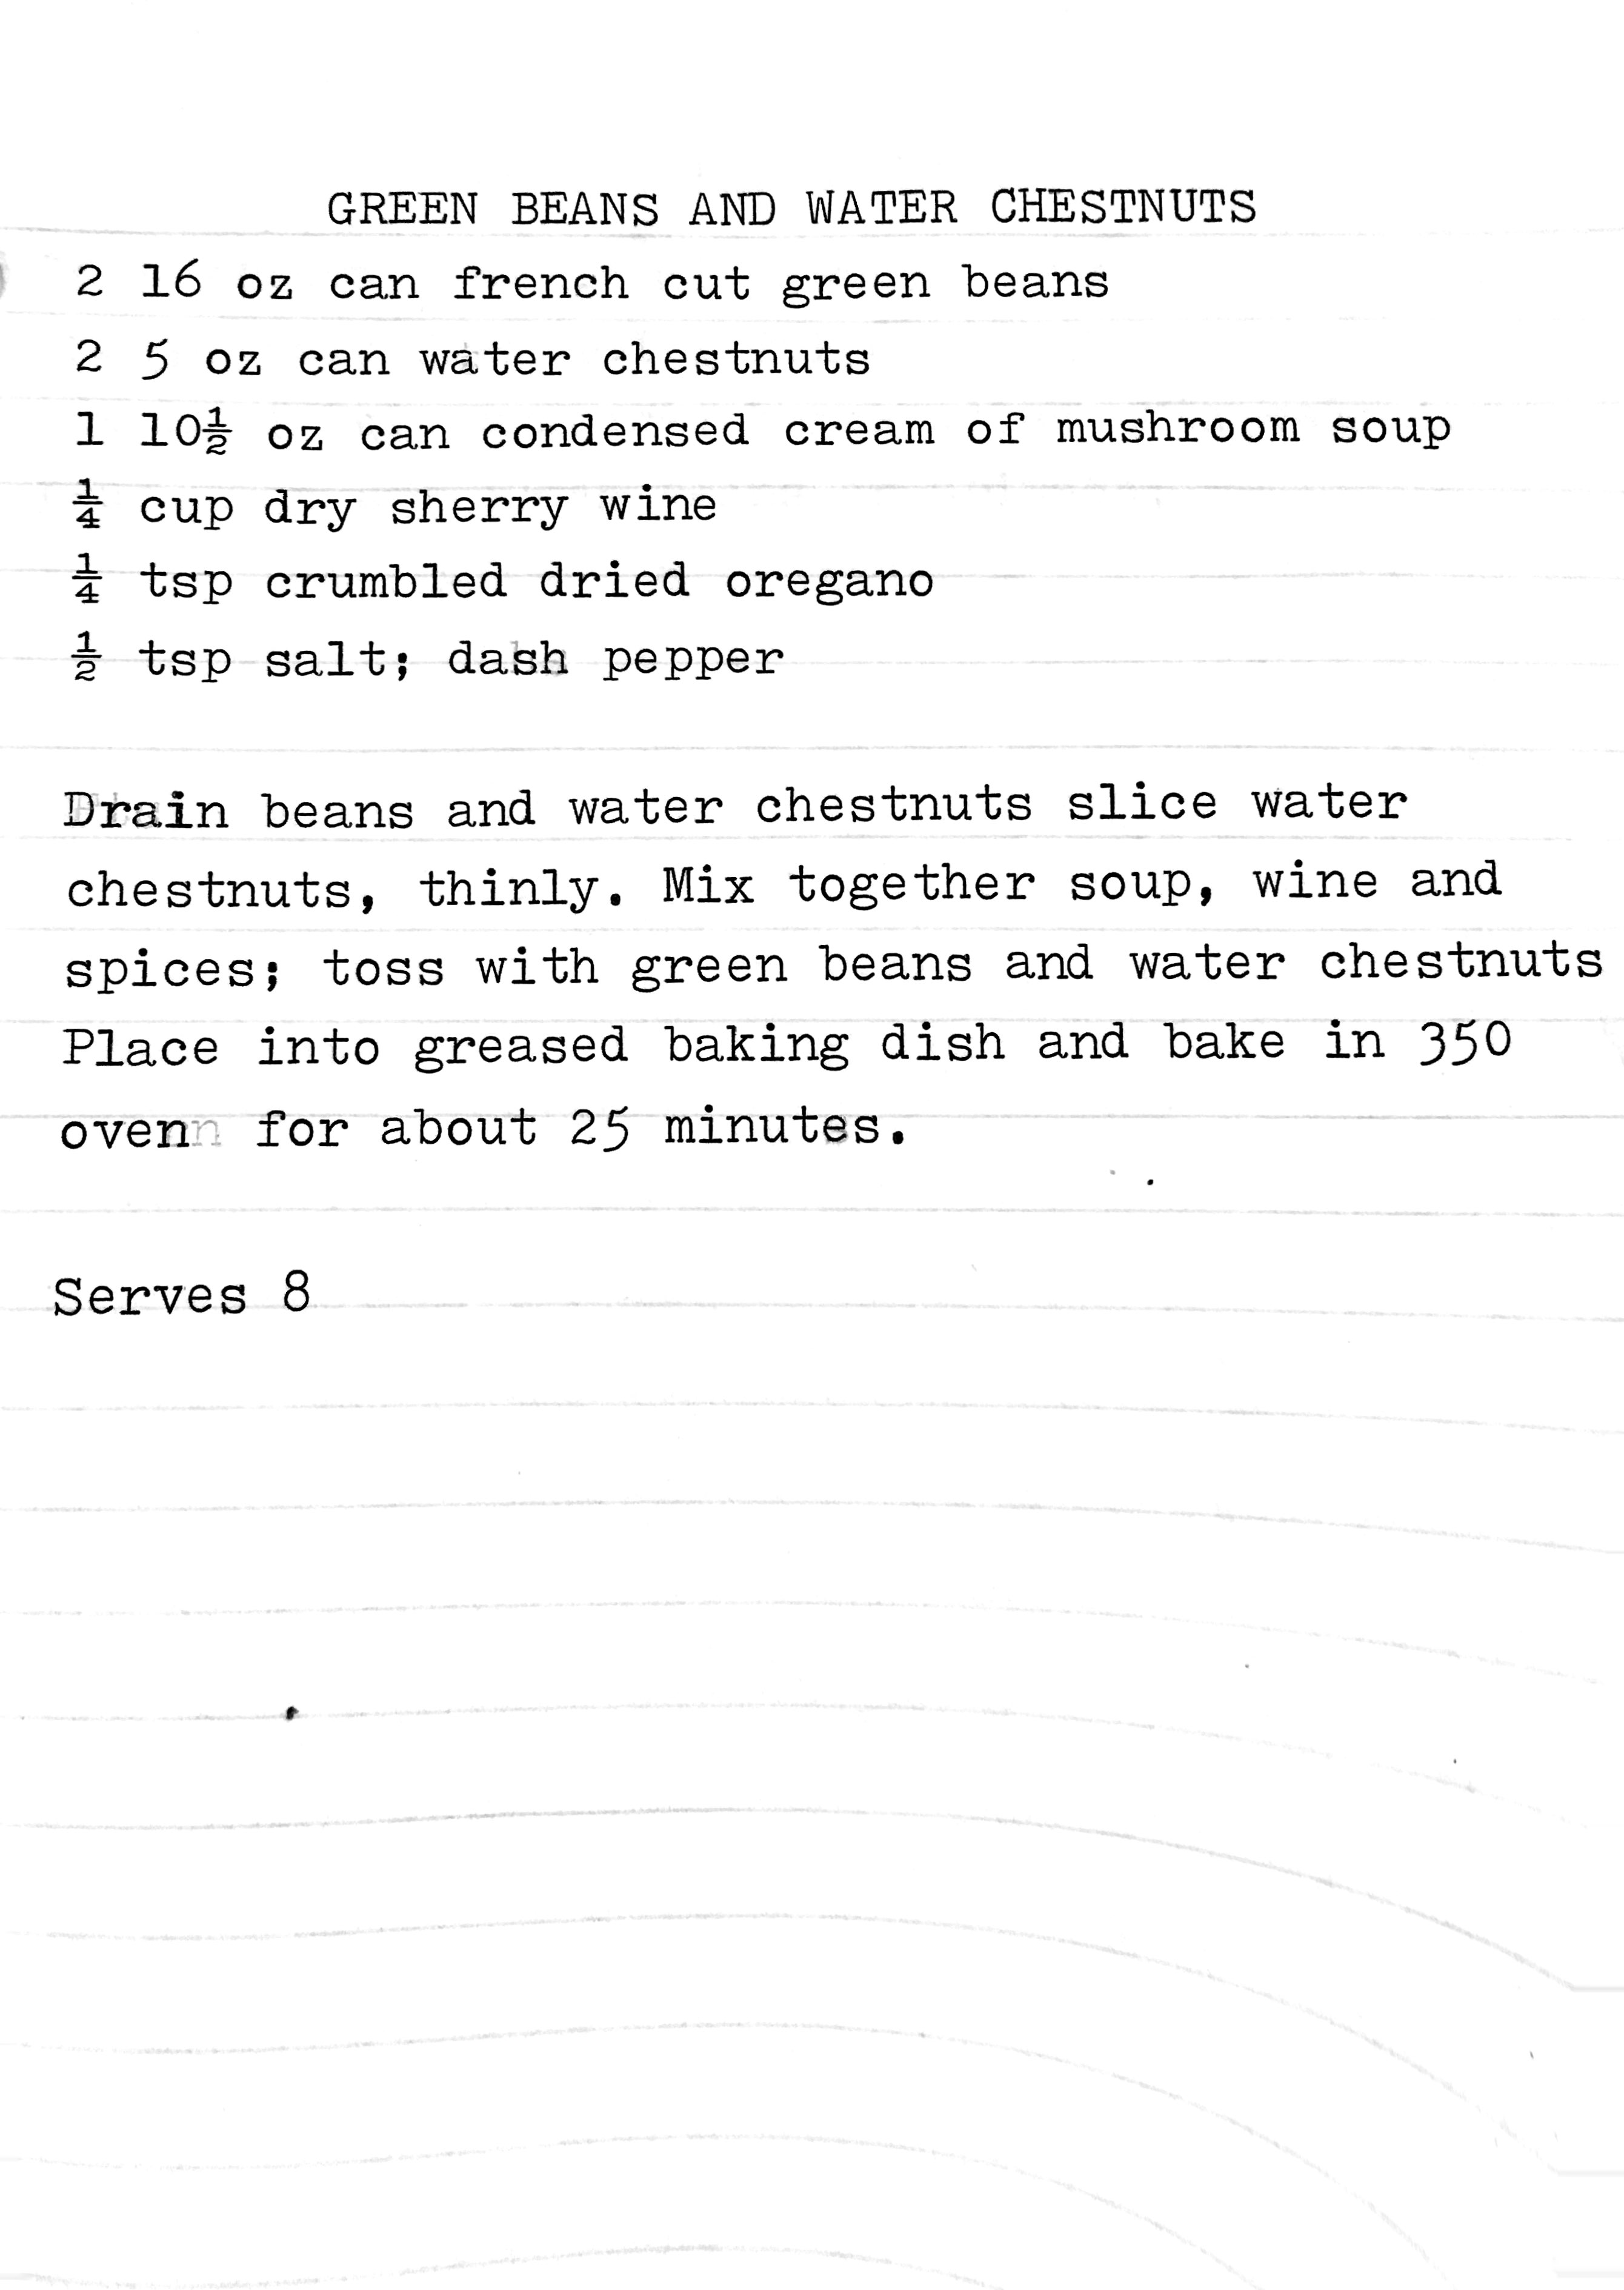 GREEN BEANS AND WATER CHESTNUTS
2 16 oz can french cut green beans
2 5 oz can water chestnuts
1 10½ oz can condensed cream of mushroom soup
¼ cup dry sherry wine
¼ tsp crumbled dried oregano
½ tsp salt; dash pepper
Drain beans and water chestnuts slice water
chestnuts, thinly. Mix together soup, wine and
spices; toss with green beans and water chestnuts
Place into greased baking dish and bake in 350
oven for about 25 minutes.
Serves 8